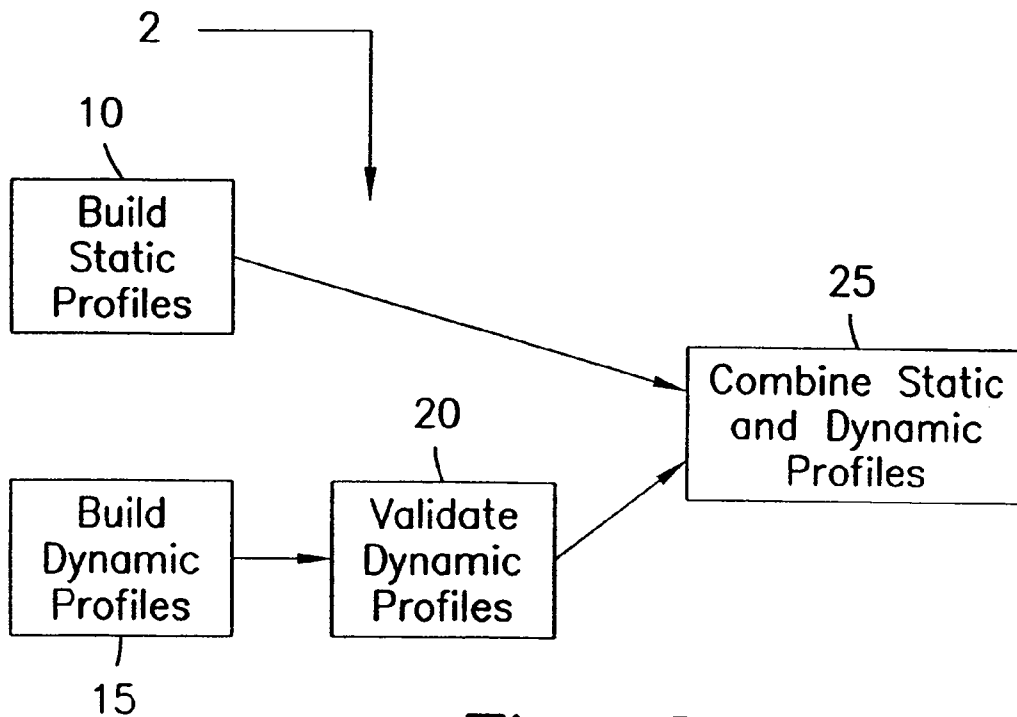 2
10
Build
Static
Profiles
25
Combine Static
and Dynamic
Profiles
20
Build
Dynamic
Profiles
Validate
Dynamic
Profiles
15